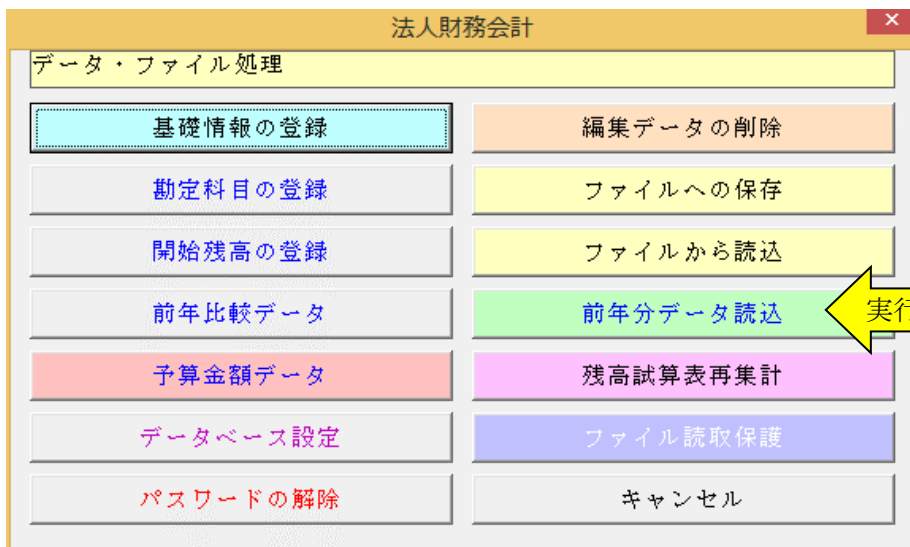 法人財務会計
データ・ファイル処理
基礎情報の登録
編集データの削除
勘定科目の登録
ファイルへの保存
開始残高の登録
ファイルから読込
前年比較データ
前年分データ読込
実行
予算金額データ
残高試算表再集計
データベース設定
ファイル読取保護
パスワードの解除
キャンセル